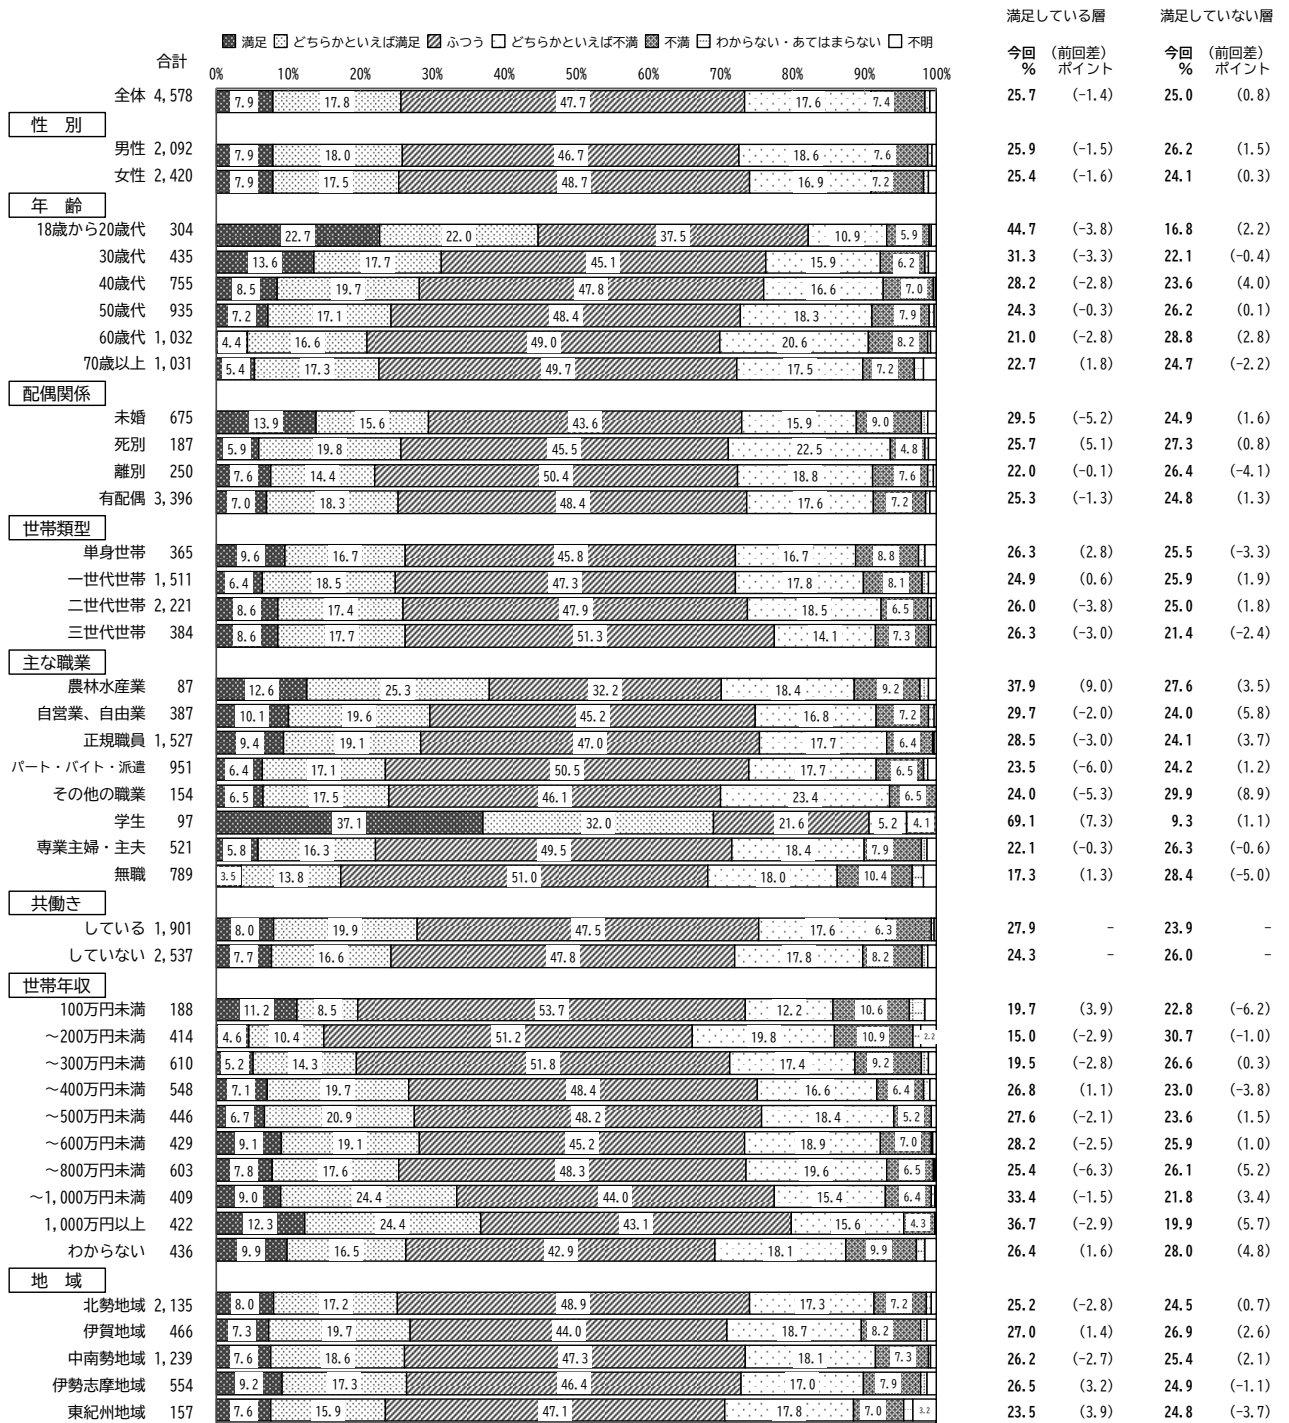 満足している層 満足していない層
満足 どちらかといえば満足 ふつう どちらかといえば不満 不満 わからない・あてはまらない 不明
合計 今回 (前回差) 今回 (前回差)
% ポイント % ポイント
0% 10% 20% 30% 40% 50% 60% 70% 80% 90% 100%
全体 4,578 7.9 17.8 47.7 17.6 7.4 25.7 (-1.4) 25.0 (0.8)
性 別
男性 2,092 7.9 18.0 46.7 18.6 7.6 25.9 (-1.5) 26.2 (1.5)
女性 2,420 7.9 17.5 48.7 16.9 7.2 25.4 (-1.6) 24.1 (0.3)
年 齢
18歳から20歳代 304 22.7 22.0 37.5 10.9 5.9 44.7 (-3.8) 16.8 (2.2)
30歳代 435 13.6 17.7 45.1 15.9 6.2 31.3 (-3.3) 22.1 (-0.4)
40歳代 755 8.5 19.7 47.8 16.6 7.0 28.2 (-2.8) 23.6 (4.0)
50歳代 935 7.2 17.1 48.4 18.3 7.9 24.3 (-0.3) 26.2 (0.1)
60歳代 1,032 4.4 16.6 49.0 20.6 8.2 21.0 (-2.8) 28.8 (2.8)
70歳以上 1,031 5.4 17.3 49.7 17.5 7.2 22.7 (1.8) 24.7 (-2.2)
配偶関係
未婚 675 13.9 15.6 43.6 15.9 9.0 29.5 (-5.2) 24.9 (1.6)
死別 187 5.9 19.8 45.5 22.5 4.8 25.7 (5.1) 27.3 (0.8)
離別 250 7.6 14.4 50.4 18.8 7.6 22.0 (-0.1) 26.4 (-4.1)
有配偶 3,396 7.0 18.3 48.4 17.6 7.2 25.3 (-1.3) 24.8 (1.3)
世帯類型
単身世帯 365 9.6 16.7 45.8 16.7 8.8 26.3 (2.8) 25.5 (-3.3)
一世代世帯 1,511 6.4 18.5 47.3 17.8 8.1 24.9 (0.6) 25.9 (1.9)
二世代世帯 2,221 8.6 17.4 47.9 18.5 6.5 26.0 (-3.8) 25.0 (1.8)
三世代世帯 384 8.6 17.7 51.3 14.1 7.3 26.3 (-3.0) 21.4 (-2.4)
主な職業
農林水産業 87 12.6 25.3 32.2 18.4 9.2 37.9 (9.0) 27.6 (3.5)
自営業、自由業 387 10.1 19.6 45.2 16.8 7.2 29.7 (-2.0) 24.0 (5.8)
正規職員 1,527 9.4 19.1 47.0 17.7 6.4 28.5 (-3.0) 24.1 (3.7)
パート・バイト・派遣 951 6.4 17.1 50.5 17.7 6.5 23.5 (-6.0) 24.2 (1.2)
その他の職業 154 6.5 17.5 46.1 23.4 6.5 24.0 (-5.3) 29.9 (8.9)
学生 97 37.1 32.0 21.6 5.2 4.1 69.1 (7.3) 9.3 (1.1)
専業主婦・主夫 521 5.8 16.3 49.5 18.4 7.9 22.1 (-0.3) 26.3 (-0.6)
無職 789 3.5 13.8 51.0 18.0 10.4 17.3 (1.3) 28.4 (-5.0)
共働き
している 1,901 8.0 19.9 47.5 17.6 6.3 27.9 - 23.9 -
していない 2,537 7.7 16.6 47.8 17.8 8.2 24.3 - 26.0 -
世帯年収
100万円未満 188 11.2 8.5 53.7 12.2 10.6 19.7 (3.9) 22.8 (-6.2)
～200万円未満 414 4.6 10.4 51.2 19.8 10.9 2.2 15.0 (-2.9) 30.7 (-1.0)
～300万円未満 610 5.2 14.3 51.8 17.4 9.2 19.5 (-2.8) 26.6 (0.3)
～400万円未満 548 7.1 19.7 48.4 16.6 6.4 26.8 (1.1) 23.0 (-3.8)
～500万円未満 446 6.7 20.9 48.2 18.4 5.2 27.6 (-2.1) 23.6 (1.5)
～600万円未満 429 9.1 19.1 45.2 18.9 7.0 28.2 (-2.5) 25.9 (1.0)
～800万円未満 603 7.8 17.6 48.3 19.6 6.5 25.4 (-6.3) 26.1 (5.2)
～1,000万円未満 409 9.0 24.4 44.0 15.4 6.4 33.4 (-1.5) 21.8 (3.4)
1,000万円以上 422 12.3 24.4 43.1 15.6 4.3 36.7 (-2.9) 19.9 (5.7)
わからない 436 9.9 16.5 42.9 18.1 9.9 26.4 (1.6) 28.0 (4.8)
地 域
北勢地域 2,135 8.0 17.2 48.9 17.3 7.2 25.2 (-2.8) 24.5 (0.7)
伊賀地域 466 7.3 19.7 44.0 18.7 8.2 27.0 (1.4) 26.9 (2.6)
中南勢地域 1,239 7.6 18.6 47.3 18.1 7.3 26.2 (-2.7) 25.4 (2.1)
伊勢志摩地域 554 9.2 17.3 46.4 17.0 7.9 26.5 (3.2) 24.9 (-1.1)
東紀州地域 157 7.6 15.9 47.1 17.8 7.0 3.2 23.5 (3.9) 24.8 (-3.7)